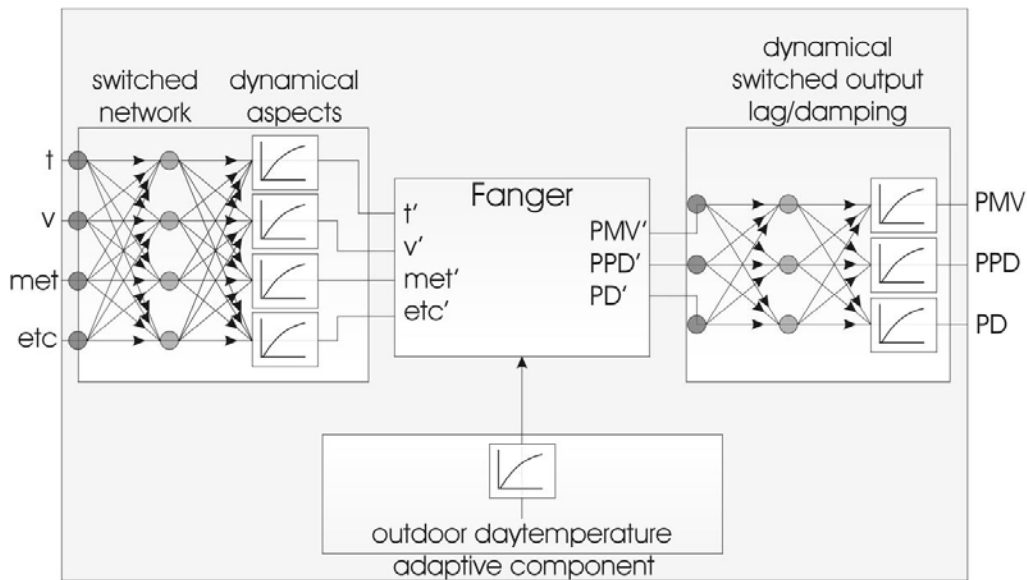 switched
network
dynamical
aspects
dynamical
switched output
lag/damping
t
v
met
etc
Fanger
t'
v'
met'
etc'
PMV'
PPD'
PD'
PMV
PPD
PD
outdoor daytemperature
adaptive component